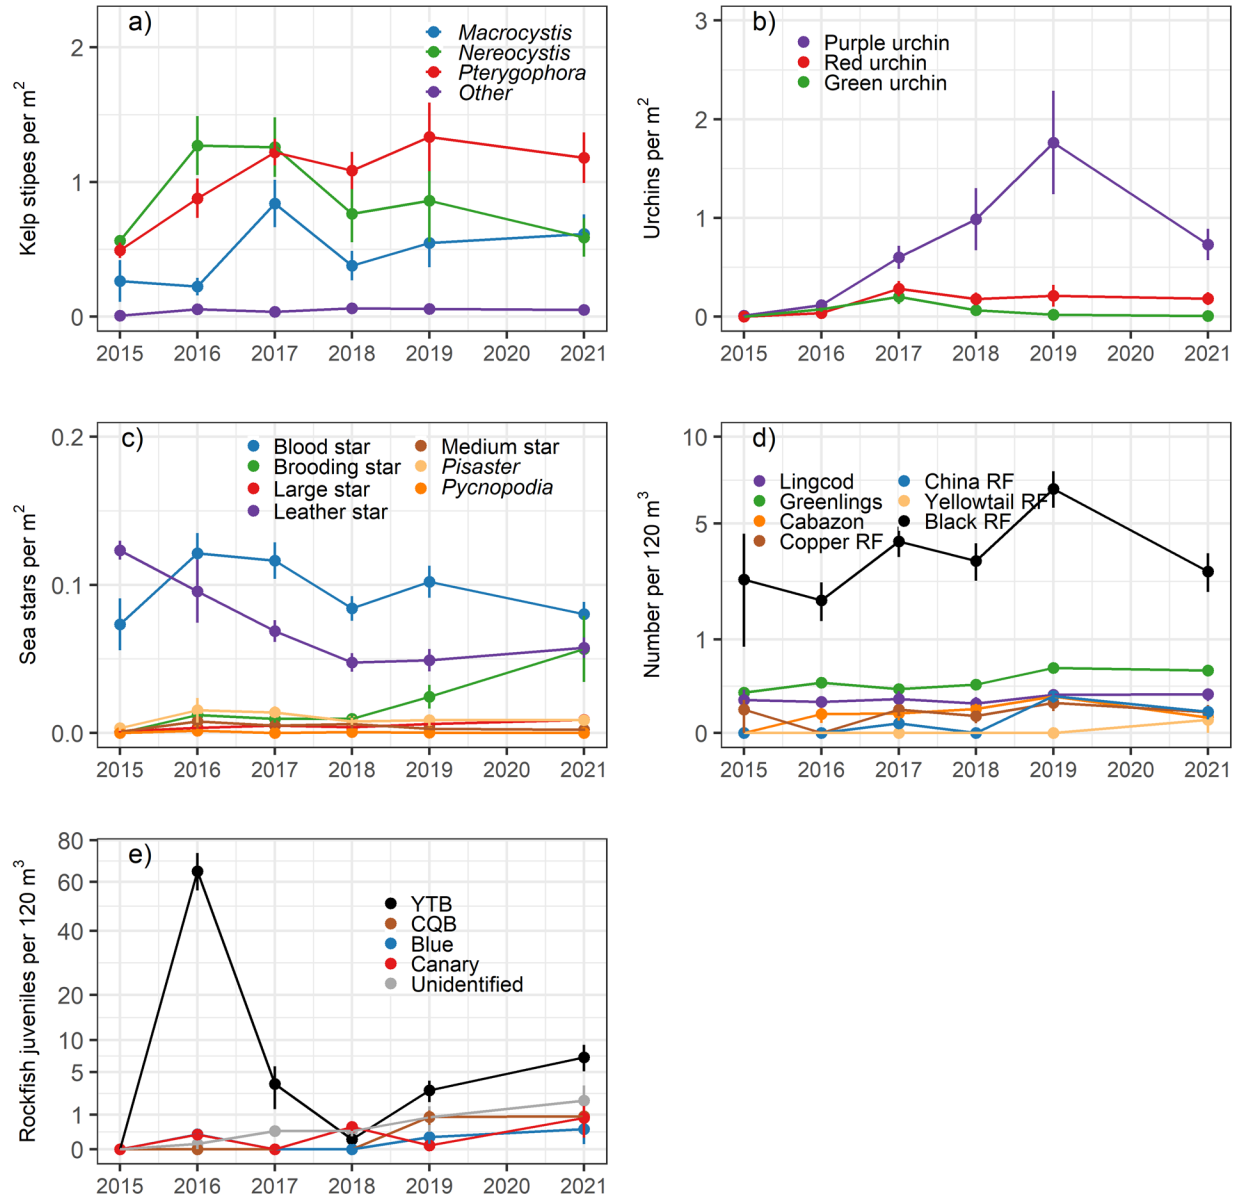 a)
Macrocystis
Nereocystis
Pterygophora
Other
Kelp stipes per m²
2
1
0
2015 2016 2017 2018 2019 2020 2021
b)
Purple urchin
Red urchin
Green urchin
Urchins per m²
3
2
1
0
2015 2016 2017 2018 2019 2020 2021
c)
Blood star
Brooding star
Large star
Leather star
Medium star
Pisaster
Pycnopodia
Sea stars per m²
0.2
0.1
0.0
2015 2016 2017 2018 2019 2020 2021
d)
Lingcod
Greenlings
Cabazon
Copper RF
China RF
Yellowtail RF
Black RF
Number per 120 m³
10
5
1
0
2015 2016 2017 2018 2019 2020 2021
e)
YTB
CQB
Blue
Canary
Unidentified
Rockfish juveniles per 120 m³
80
60
40
20
10
5
1
0
2015 2016 2017 2018 2019 2020 2021